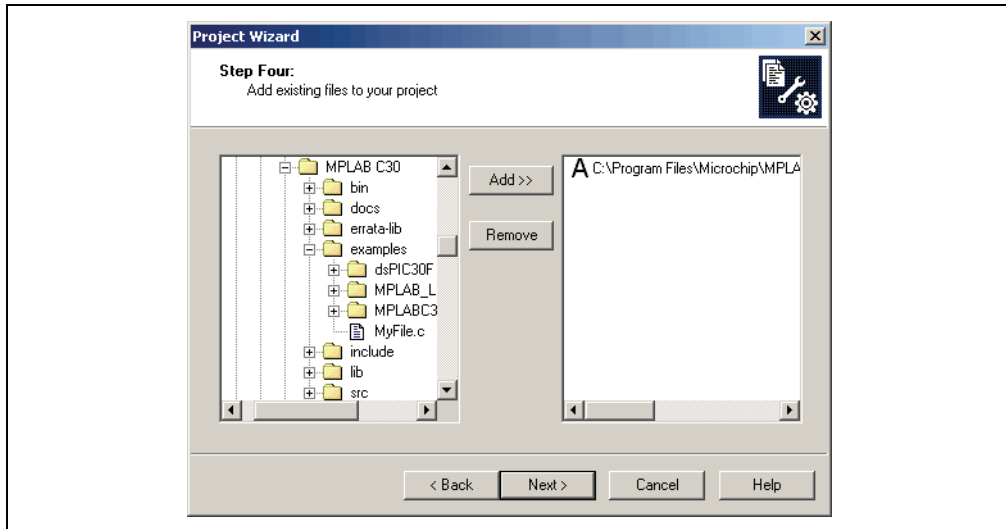 Project Wizard
Step Four:
Add existing files to your project
MPLAB C30
bin
docs
errata-lib
examples
dsPIC30F
MPLAB_L
MPLABC3
MyFile.c
include
lib
src
Add >>
Remove
A C:\Program Files\Microchip\MPLA
< Back
Next >
Cancel
Help